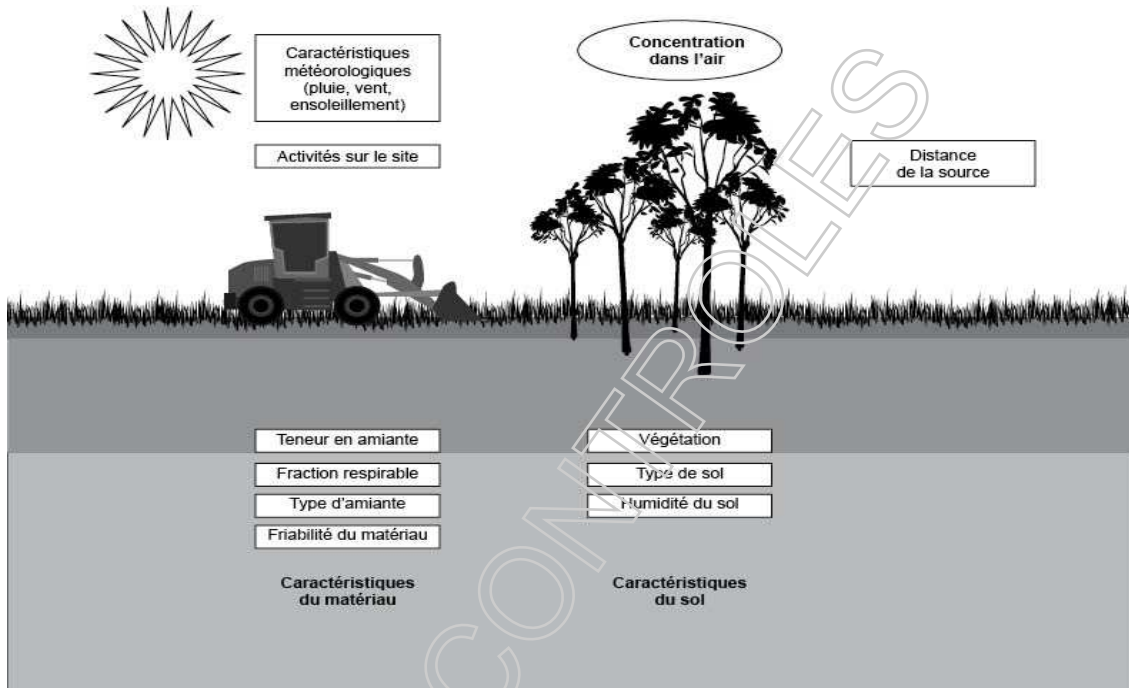 Caractéristiques
météorologiques
(pluie, vent,
ensoleillement)
Activités sur le site
Concentration
dans l'air
Distance
de la source
Teneur en amiante
Fraction respirable
Type d'amiante
Friabilité du matériau
Caractéristiques
du matériau
Végétation
Type de sol
Humidité du sol
Caractéristiques
du sol
CONTROLES